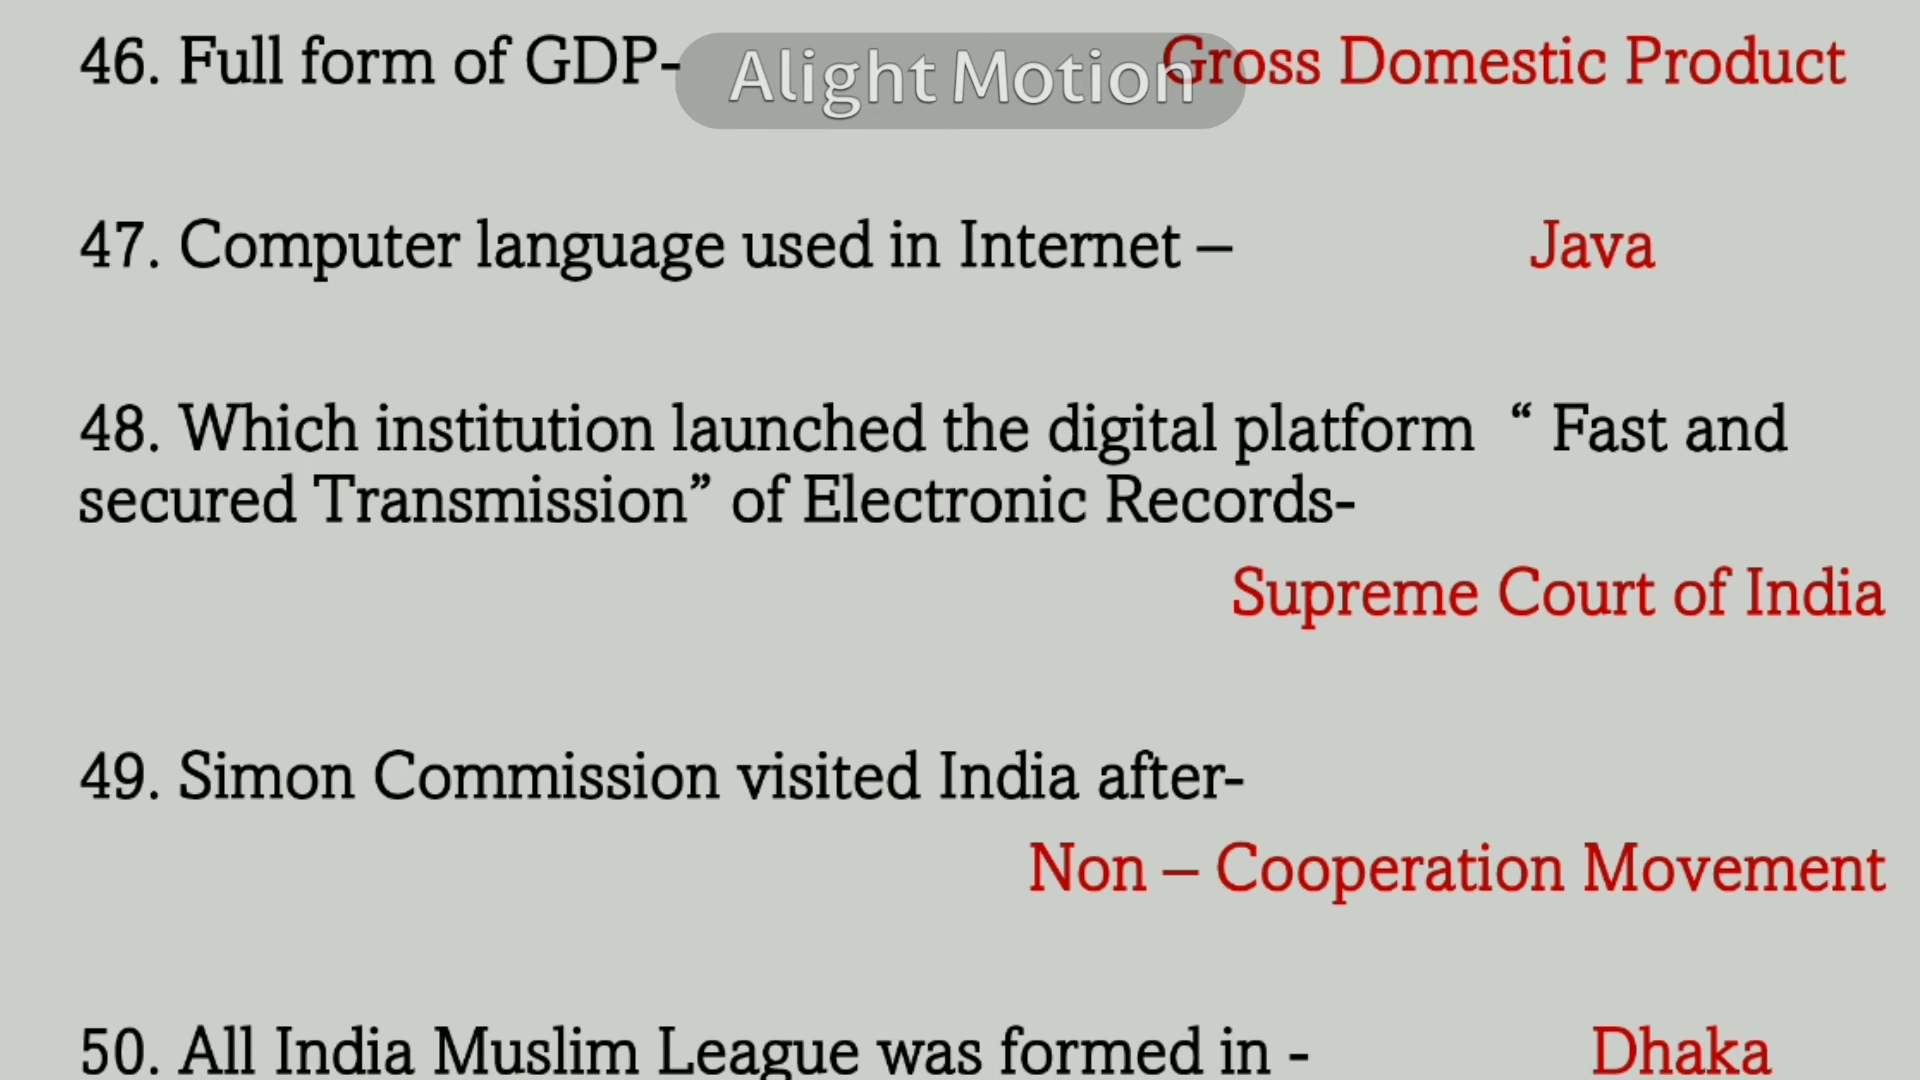 46. Full form of GDP- Gross Domestic Product
Alight Motion
47. Computer language used in Internet – Java
48. Which institution launched the digital platform “ Fast and
secured Transmission” of Electronic Records-
Supreme Court of India
49. Simon Commission visited India after-
Non – Cooperation Movement
50. All India Muslim League was formed in - Dhaka